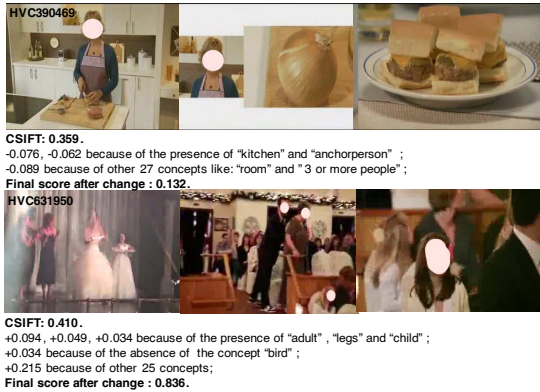 HVC390469
CSIFT: 0.359.
-0.076, -0.062 because of the presence of “kitchen” and “anchorperson” ;
-0.089 because of other 27 concepts like: “room” and ” 3 or more people” ;
Final score after change : 0.132.
HVC631950
CSIFT: 0.410.
+0.094, +0.049, +0.034 because of the presence of “adult” , “legs” and “child” ;
+0.034 because of the absence of the concept “bird” ;
+0.215 because of other 25 concepts;
Final score after change : 0.836.